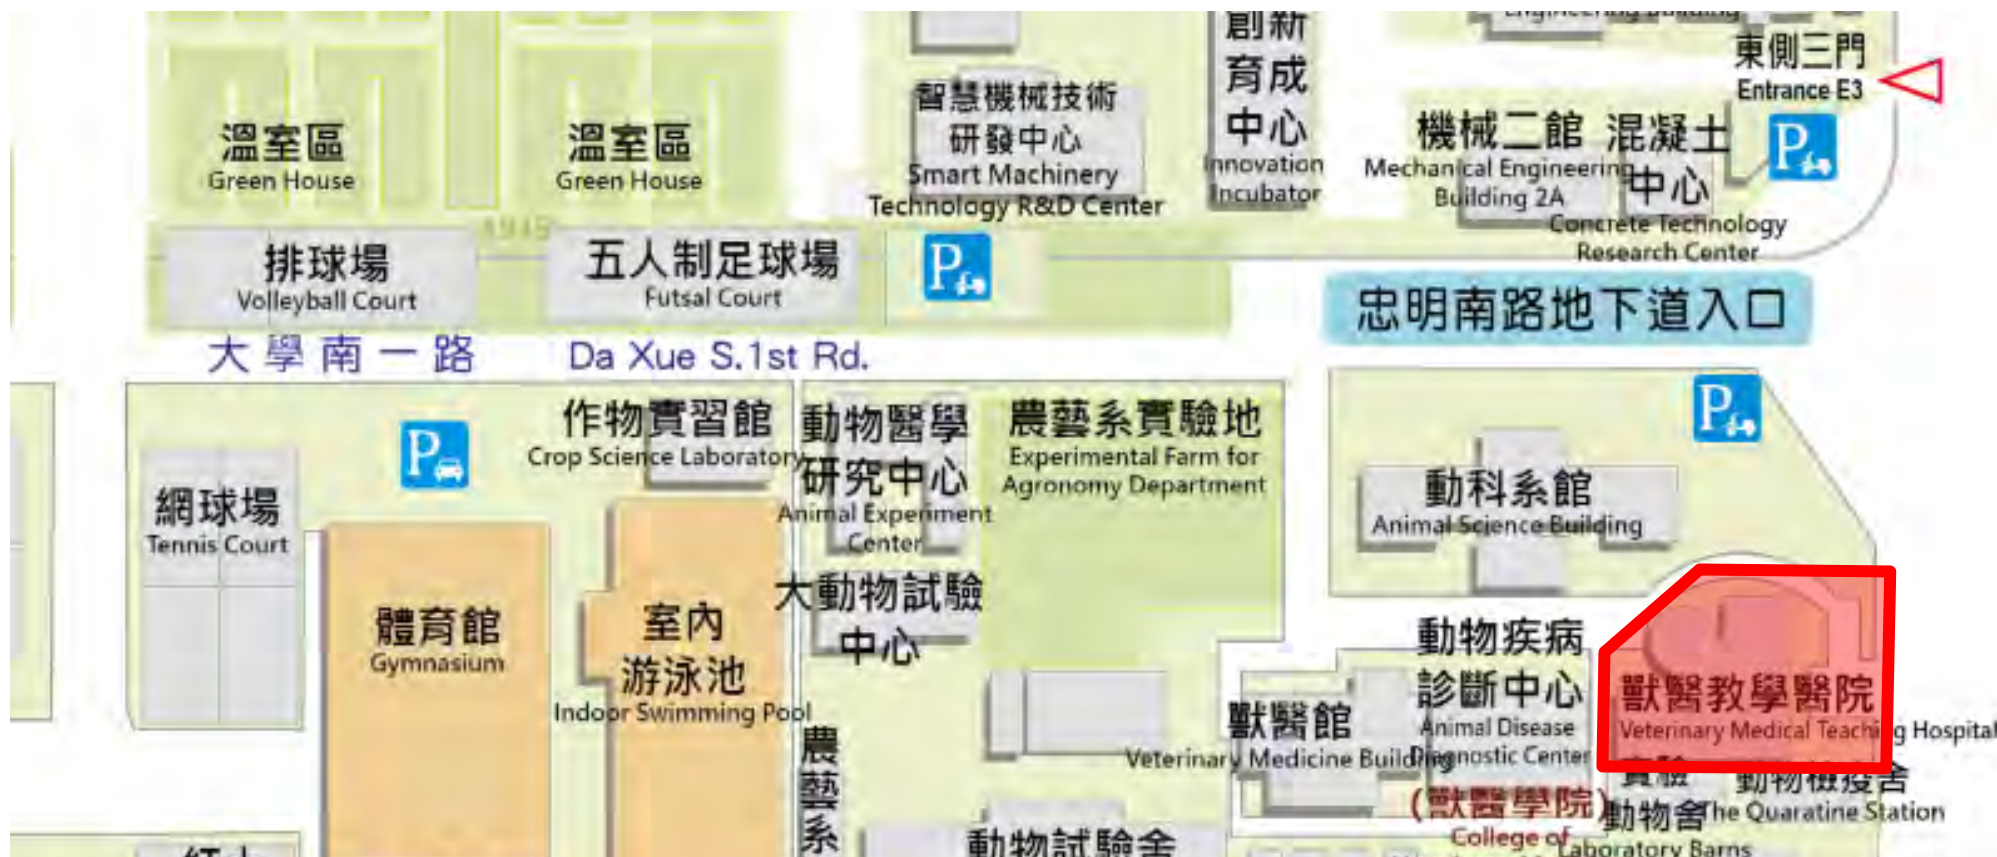 創新
育成
中心
Innovation
Incubator
Engineering Building
東側三門
Entrance E3
智慧機械技術
研發中心
Smart Machinery
Technology R&D Center
溫室區
Green House
溫室區
Green House
機械二館
Mechanical Engineering
Building 2A
混凝土
中心
Concrete Technology
Research Center
P
排球場
Volleyball Court
五人制足球場
Futsal Court
P
忠明南路地下道入口
大學南一路 Da Xue S.1st Rd.
P
作物實習館
Crop Science Laboratory
動物醫學
研究中心
Animal Experiment
Center
農藝系實驗地
Experimental Farm for
Agronomy Department
P
網球場
Tennis Court
動科系館
Animal Science Building
體育館
Gymnasium
室內
游泳池
Indoor Swimming Pool
大動物試驗
中心
動物疾病
診斷中心
Animal Disease
Diagnostic Center
獸醫教學醫院
Veterinary Medical Teaching Hospital
獸醫館
Veterinary Medicine Building
農
藝
系
(獸醫學院)
College of
實驗
動物舍
Laboratory Barns
動物檢疫舍
The Quaratine Station
動物試驗舍